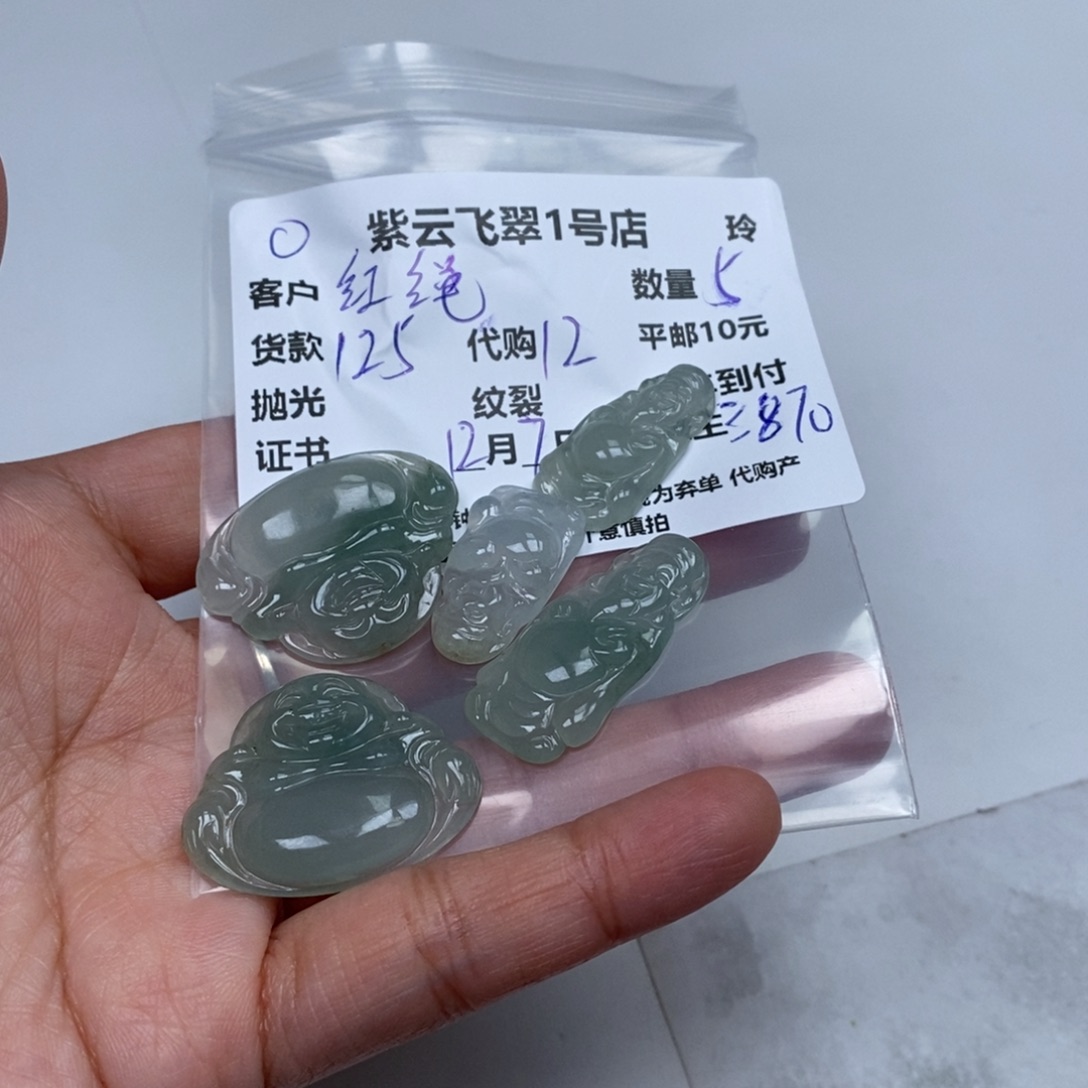 0 紫云飞翠1号店 玲
客户 红绳 数量 5
货款 125 代购 12 平邮10元
抛光 纹裂 到付
证书 12月7 3870
为弃单 代购产
慎拍